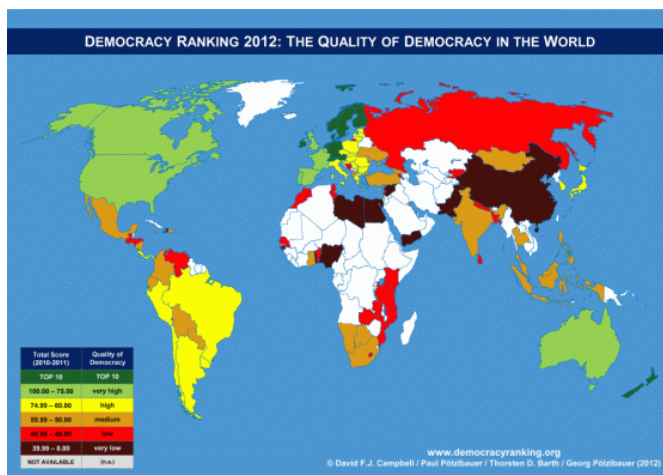 DEMOCRACY RANKING 2012: THE QUALITY OF DEMOCRACY IN THE WORLD
Total Score Quality of
(2010-2011) Democracy
TOP 10 TOP 10
100.00 – 75.00 very high
74.99 – 60.00 high
59.99 – 50.00 medium
49.99 – 40.00 low
39.99 – 0.00 very low
NOT AVAILABLE (n.a.)
www.democracyranking.org
© David F.J. Campbell / Paul Pölzlbauer / Thorsten D. Barth / Georg Pölzlbauer (2012)